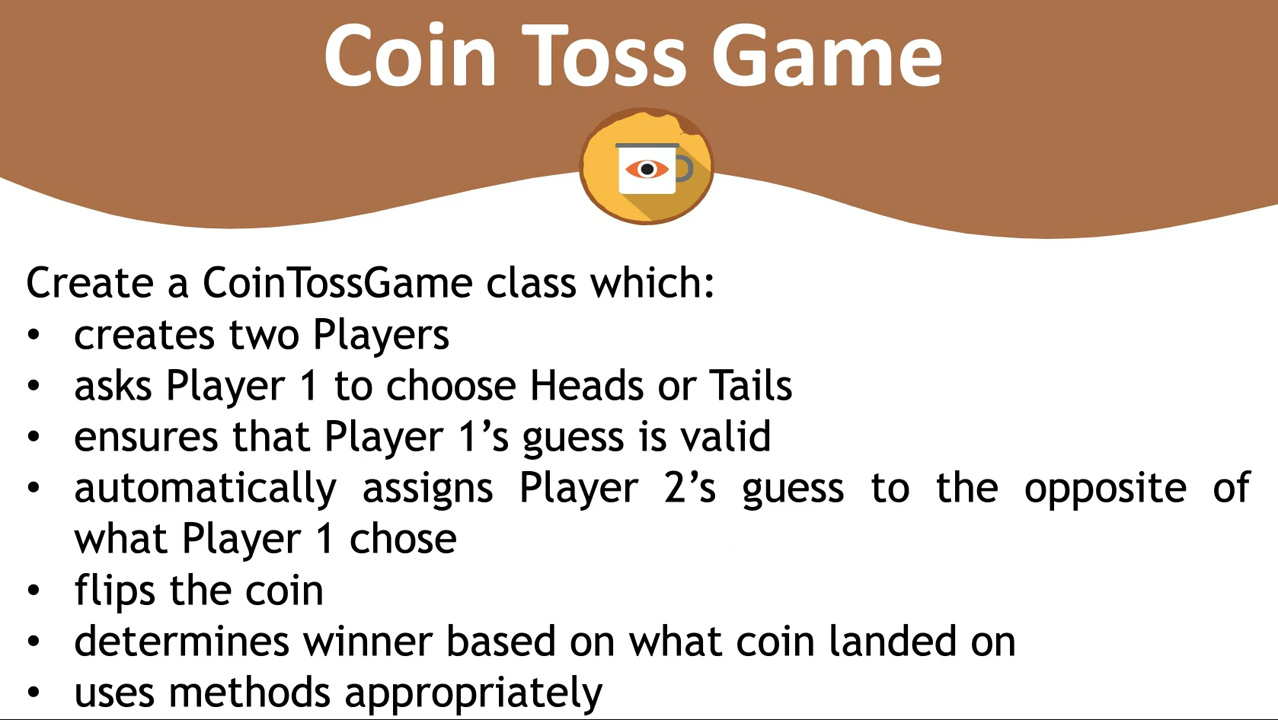 Coin Toss Game
Create a CoinTossGame class which:
• creates two Players
• asks Player 1 to choose Heads or Tails
• ensures that Player 1’s guess is valid
• automatically assigns Player 2’s guess to the opposite of
what Player 1 chose
• flips the coin
• determines winner based on what coin landed on
• uses methods appropriately